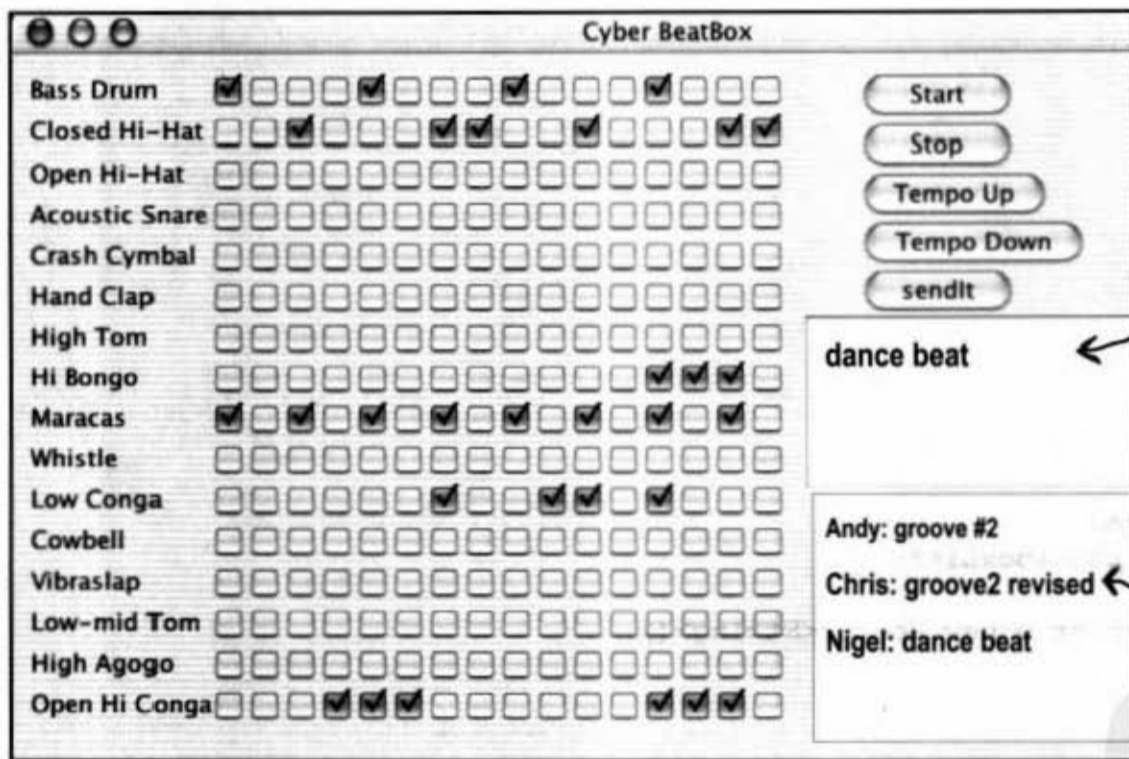 Cyber BeatBox
Bass Drum
Closed Hi-Hat
Open Hi-Hat
Acoustic Snare
Crash Cymbal
Hand Clap
High Tom
Hi Bongo
Maracas
Whistle
Low Conga
Cowbell
Vibraslap
Low-mid Tom
High Agogo
Open Hi Conga
Start
Stop
Tempo Up
Tempo Down
sendIt
dance beat
Andy: groove #2
Chris: groove2 revised
Nigel: dance beat